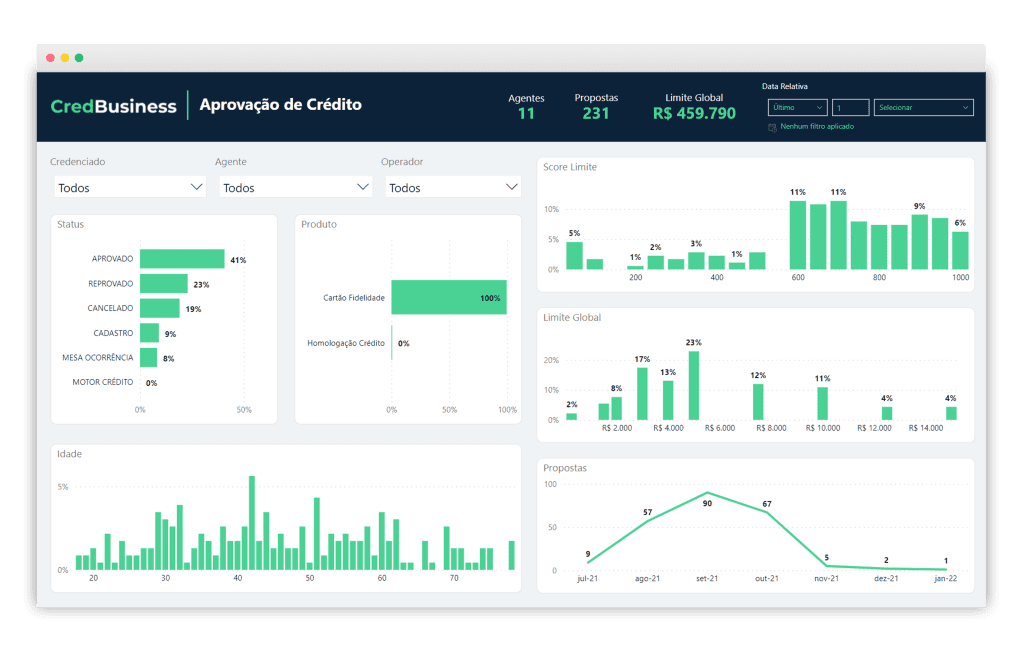 CredBusiness
Aprovação de Crédito
Agentes
11
Propostas
231
Limite Global
R$ 459.790
Data Relativa
Último
1
Selecionar
Nenhum filtro aplicado
Credenciado
Todos
Agente
Todos
Operador
Todos
Status
APROVADO 41%
REPROVADO 23%
CANCELADO 19%
CADASTRO 9%
MESA OCORRÊNCIA 8%
MOTOR CRÉDITO 0%
0% 50%
Produto
Cartão Fidelidade 100%
Homologação Crédito 0%
0% 50% 100%
Idade
5%
0%
20 30 40 50 60 70
Score Limite
11% 11%
9%
10%
6%
5%
5%
2% 3%
1% 1%
0%
200 400 600 800 1000
Limite Global
23%
20%
17%
13% 12% 11%
10%
8%
2% 4% 4%
0%
R$ 2.000 R$ 4.000 R$ 6.000 R$ 8.000 R$ 10.000 R$ 12.000 R$ 14.000
Propostas
100
90
67
57
50
9
5 2 1
0
jul-21 ago-21 set-21 out-21 nov-21 dez-21 jan-22